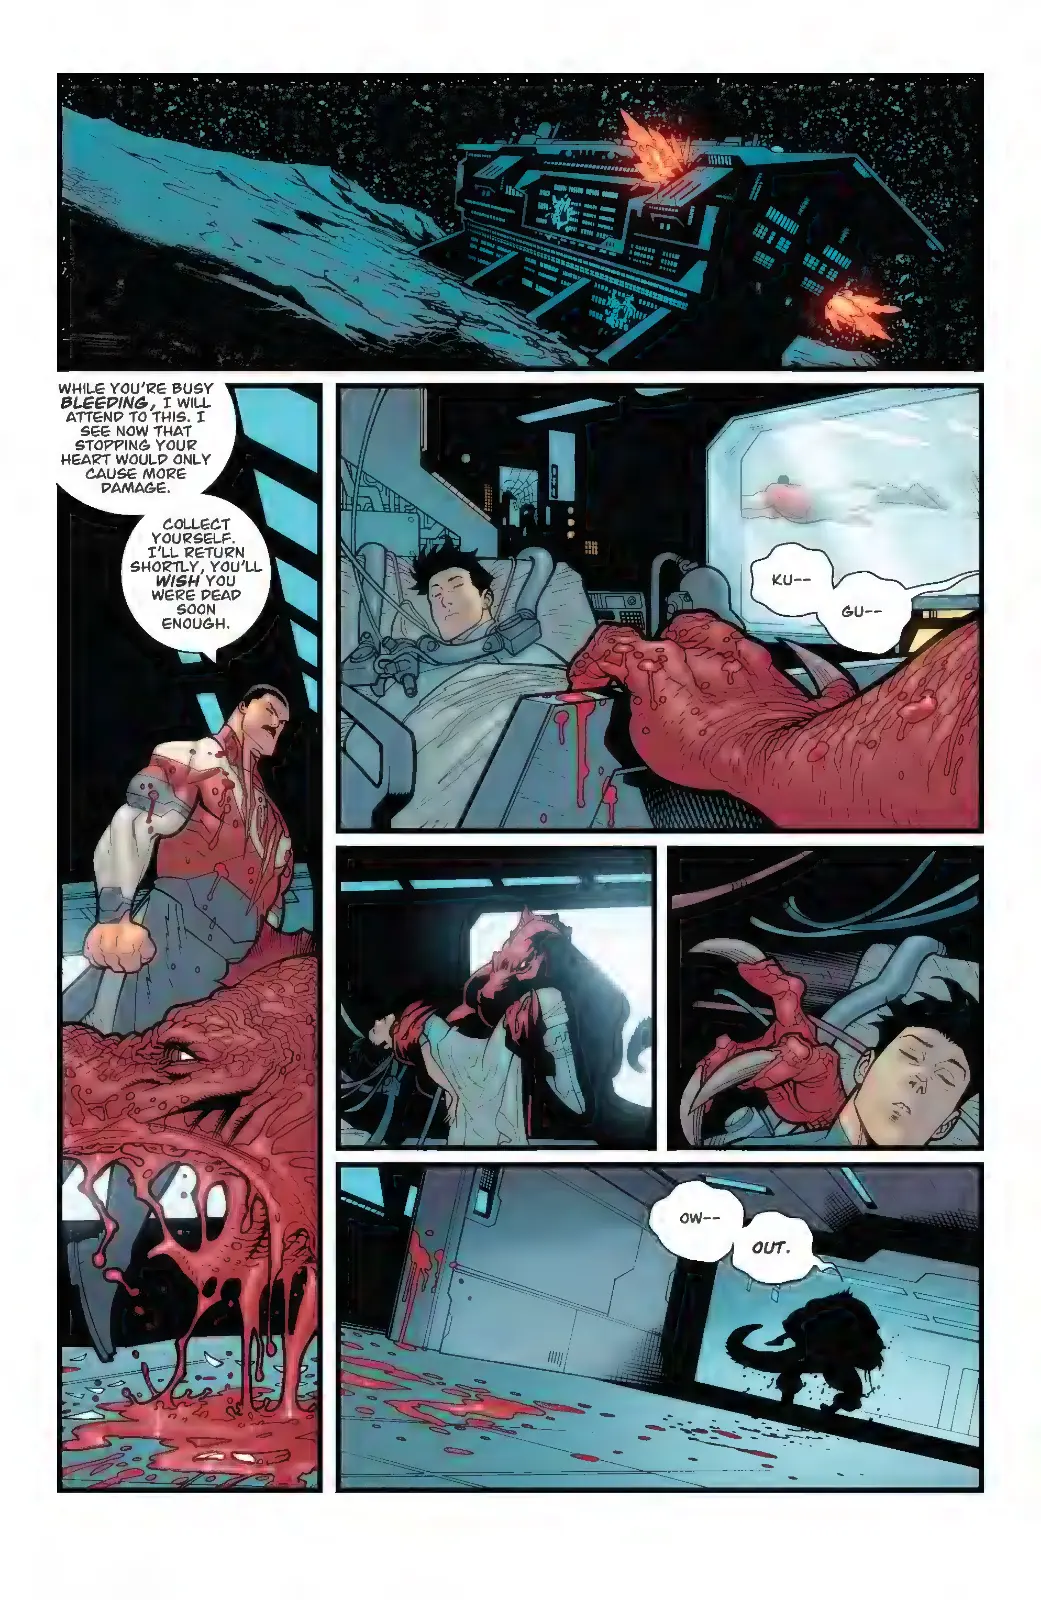 WHILE YOU'RE BUSY
BLEEDING, I WILL
ATTEND TO THIS. I
SEE NOW THAT
STOPPING YOUR
HEART WOULD ONLY
CAUSE MORE
DAMAGE.
COLLECT
YOURSELF.
I'LL RETURN
SHORTLY, YOU'LL
WISH YOU
WERE DEAD
SOON
ENOUGH.
KU--
GU--
OW--
OUT.